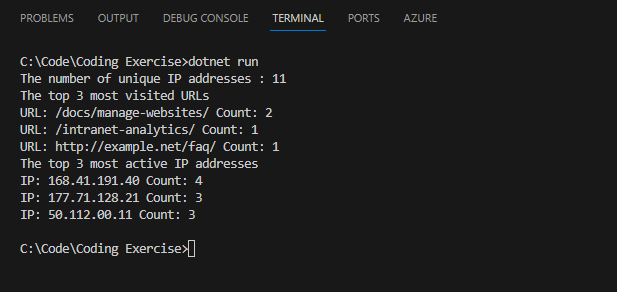 PROBLEMS OUTPUT DEBUG CONSOLE TERMINAL PORTS AZURE
C:\Code\Coding Exercise>dotnet run
The number of unique IP addresses : 11
The top 3 most visited URLs
URL: /docs/manage-websites/ Count: 2
URL: /intranet-analytics/ Count: 1
URL: http://example.net/faq/ Count: 1
The top 3 most active IP addresses
IP: 168.41.191.40 Count: 4
IP: 177.71.128.21 Count: 3
IP: 50.112.00.11 Count: 3
C:\Code\Coding Exercise>